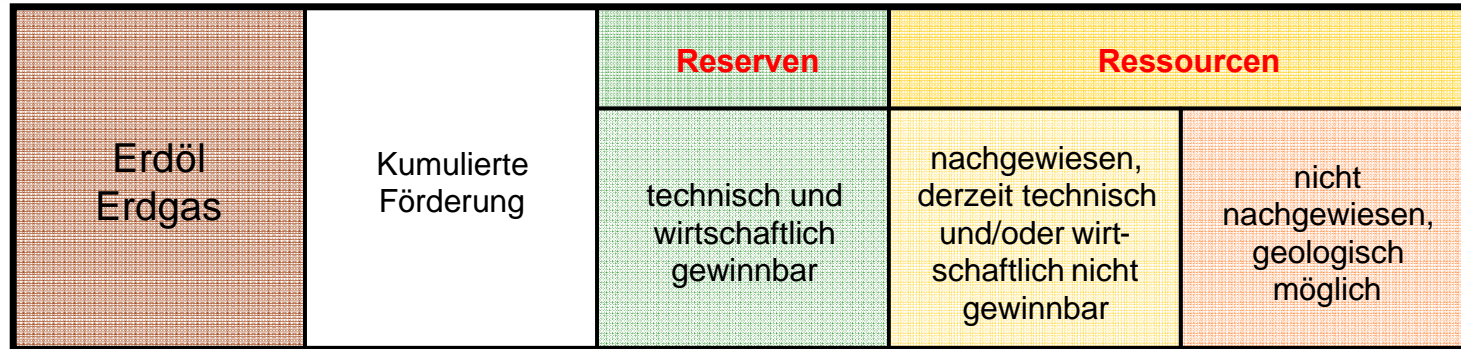 Reserven
Ressourcen
Erdöl
Erdgas
Kumulierte
Förderung
technisch und
wirtschaftlich
gewinnbar
nachgewiesen,
derzeit technisch
und/oder wirt-
schaftlich nicht
gewinnbar
nicht
nachgewiesen,
geologisch
möglich